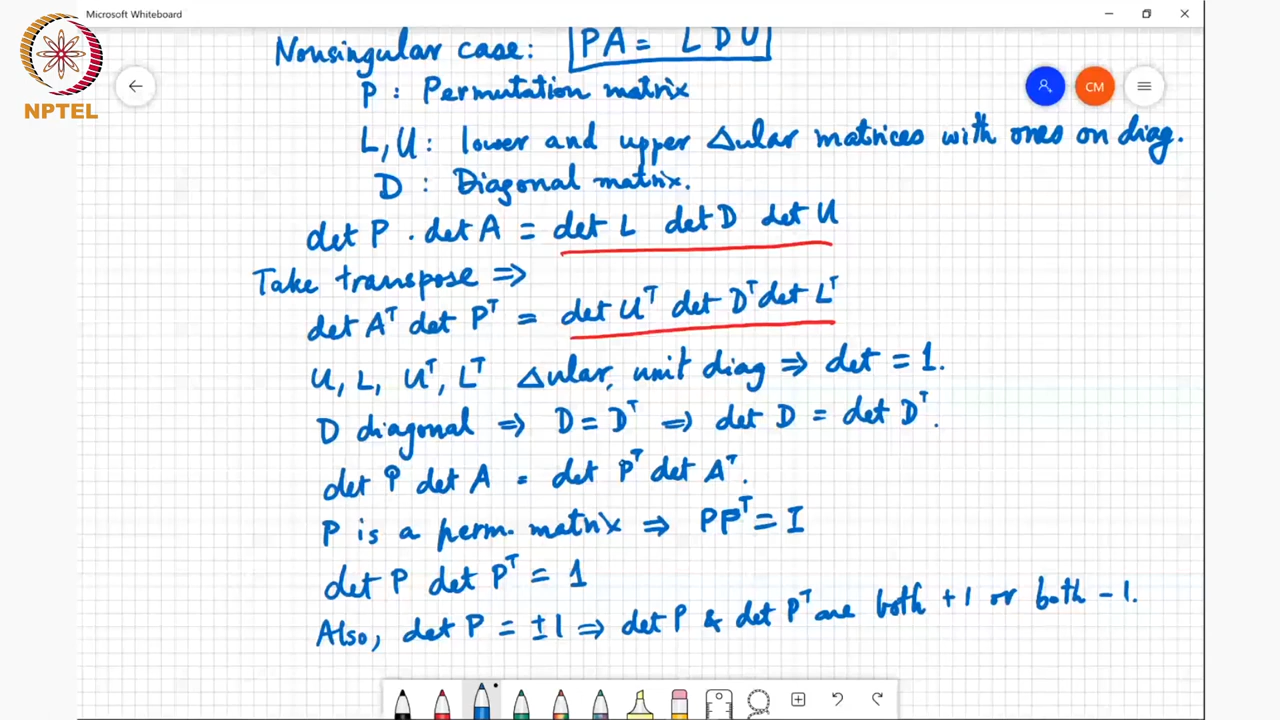 Microsoft Whiteboard
NPTEL
CM
Nonsingular case: PA = LDU
P : Permutation matrix
L, U : lower and upper Δular matrices with ones on diag.
D : Diagonal matrix.
det P . det A = det L det D det U
Take transpose ⇒
det Aᵀ det Pᵀ = det Uᵀ det Dᵀ det Lᵀ
U, L, Uᵀ, Lᵀ Δular, unit diag ⇒ det = 1.
D diagonal ⇒ D = Dᵀ ⇒ det D = det Dᵀ.
det P det A = det Pᵀ det Aᵀ.
P is a perm. matrix ⇒ PPᵀ = I
det P det Pᵀ = 1
Also, det P = ±1 ⇒ det P & det Pᵀ are both +1 or both -1.